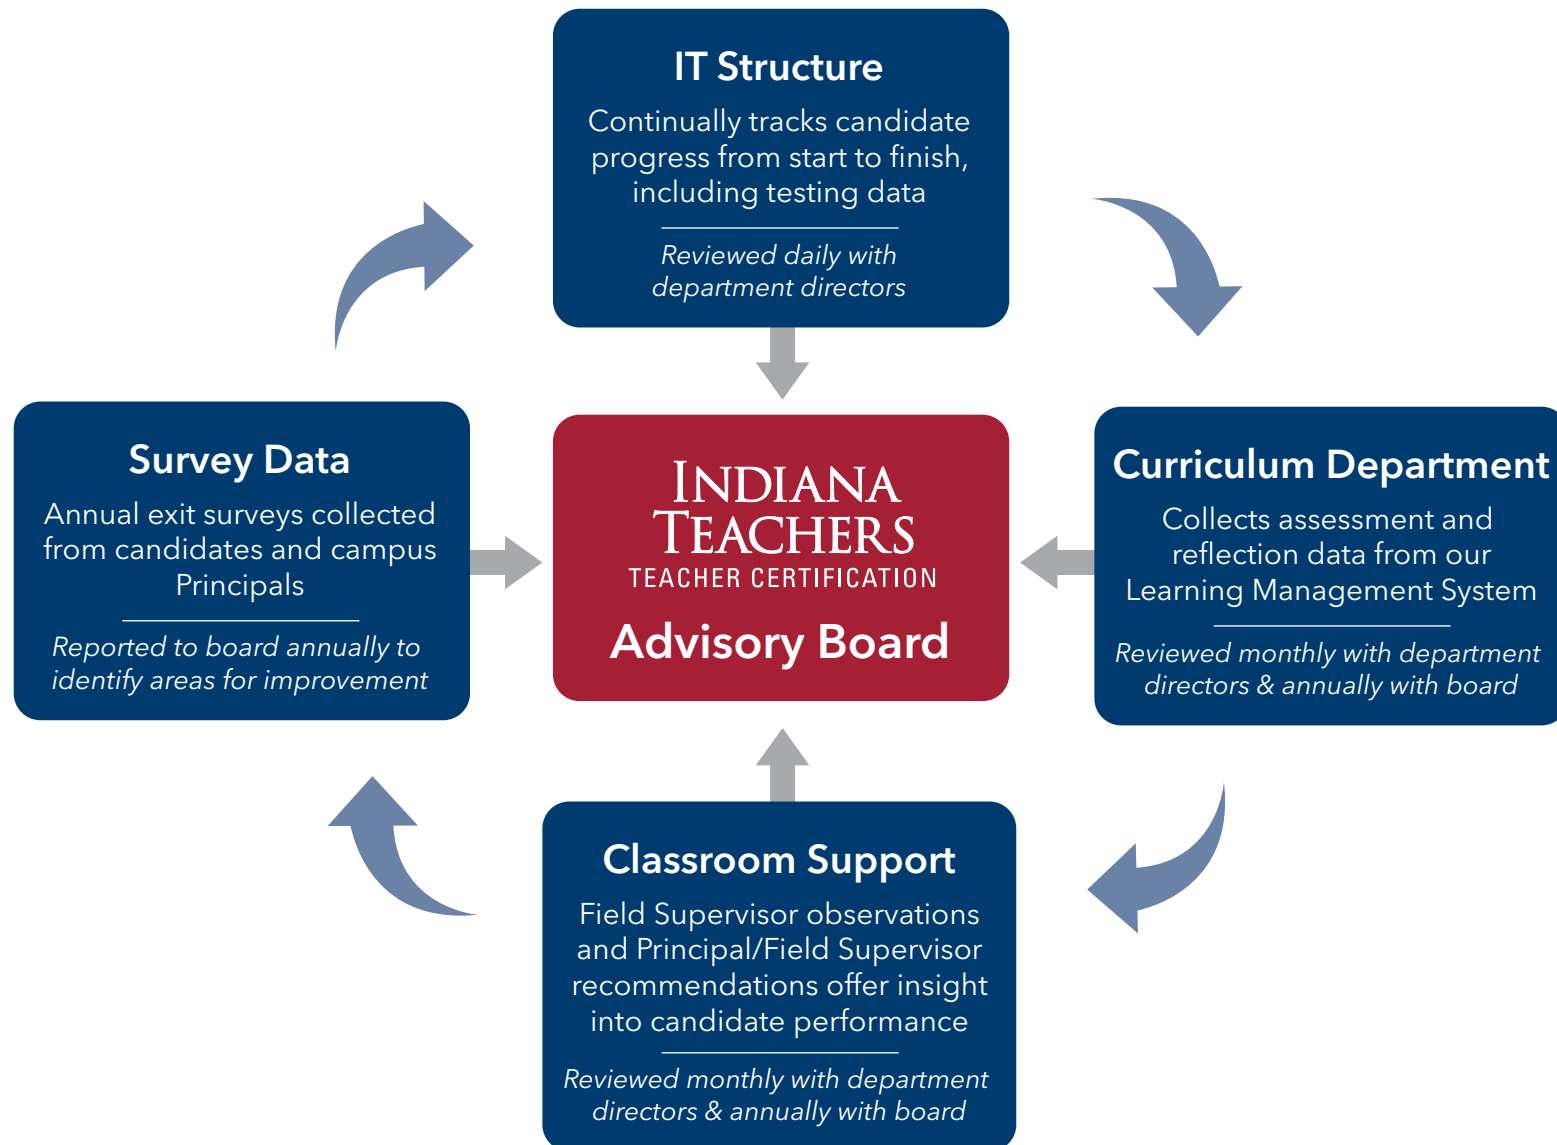 IT Structure
Continually tracks candidate
progress from start to finish,
including testing data
Reviewed daily with
department directors
Survey Data
Annual exit surveys collected
from candidates and campus
Principals
Reported to board annually to
identify areas for improvement
INDIANA
TEACHERS
TEACHER CERTIFICATION
Advisory Board
Curriculum Department
Collects assessment and
reflection data from our
Learning Management System
Reviewed monthly with department
directors & annually with board
Classroom Support
Field Supervisor observations
and Principal/Field Supervisor
recommendations offer insight
into candidate performance
Reviewed monthly with department
directors & annually with board